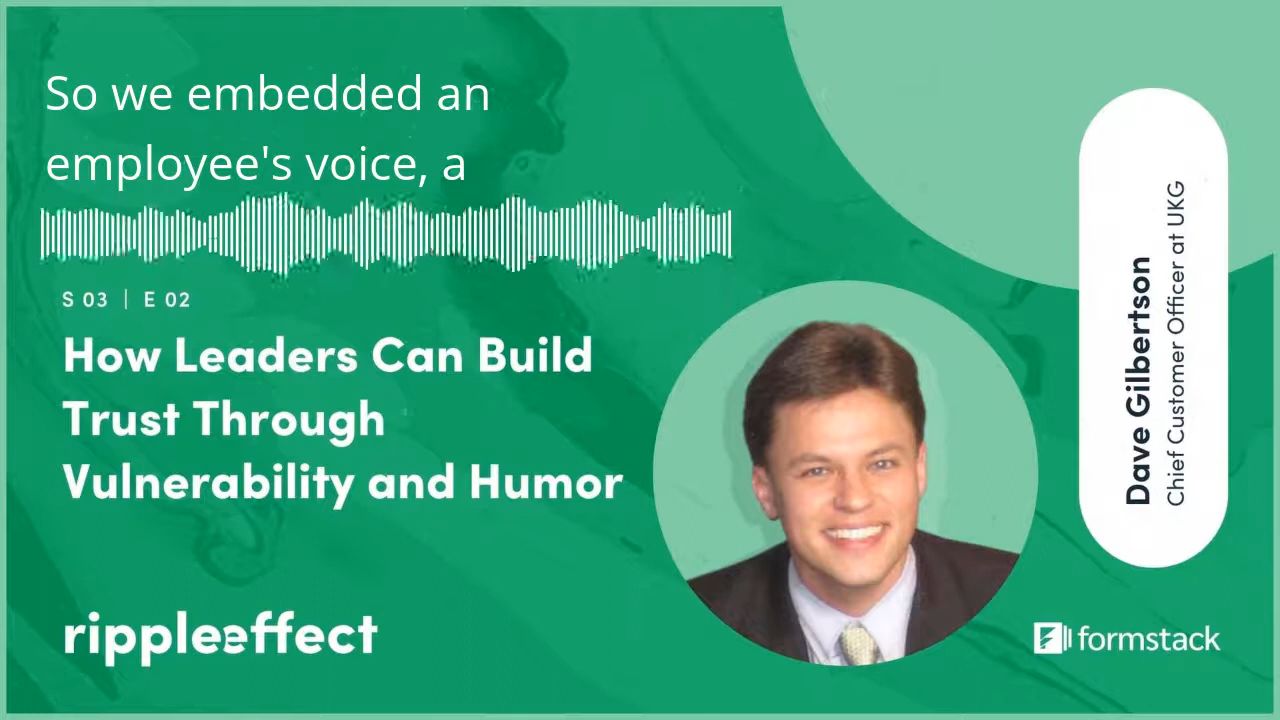 So we embedded an
employee's voice, a
S 03 | E 02
How Leaders Can Build
Trust Through
Vulnerability and Humor
rippleeffect
Dave Gilbertson
Chief Customer Officer at UKG
formstack